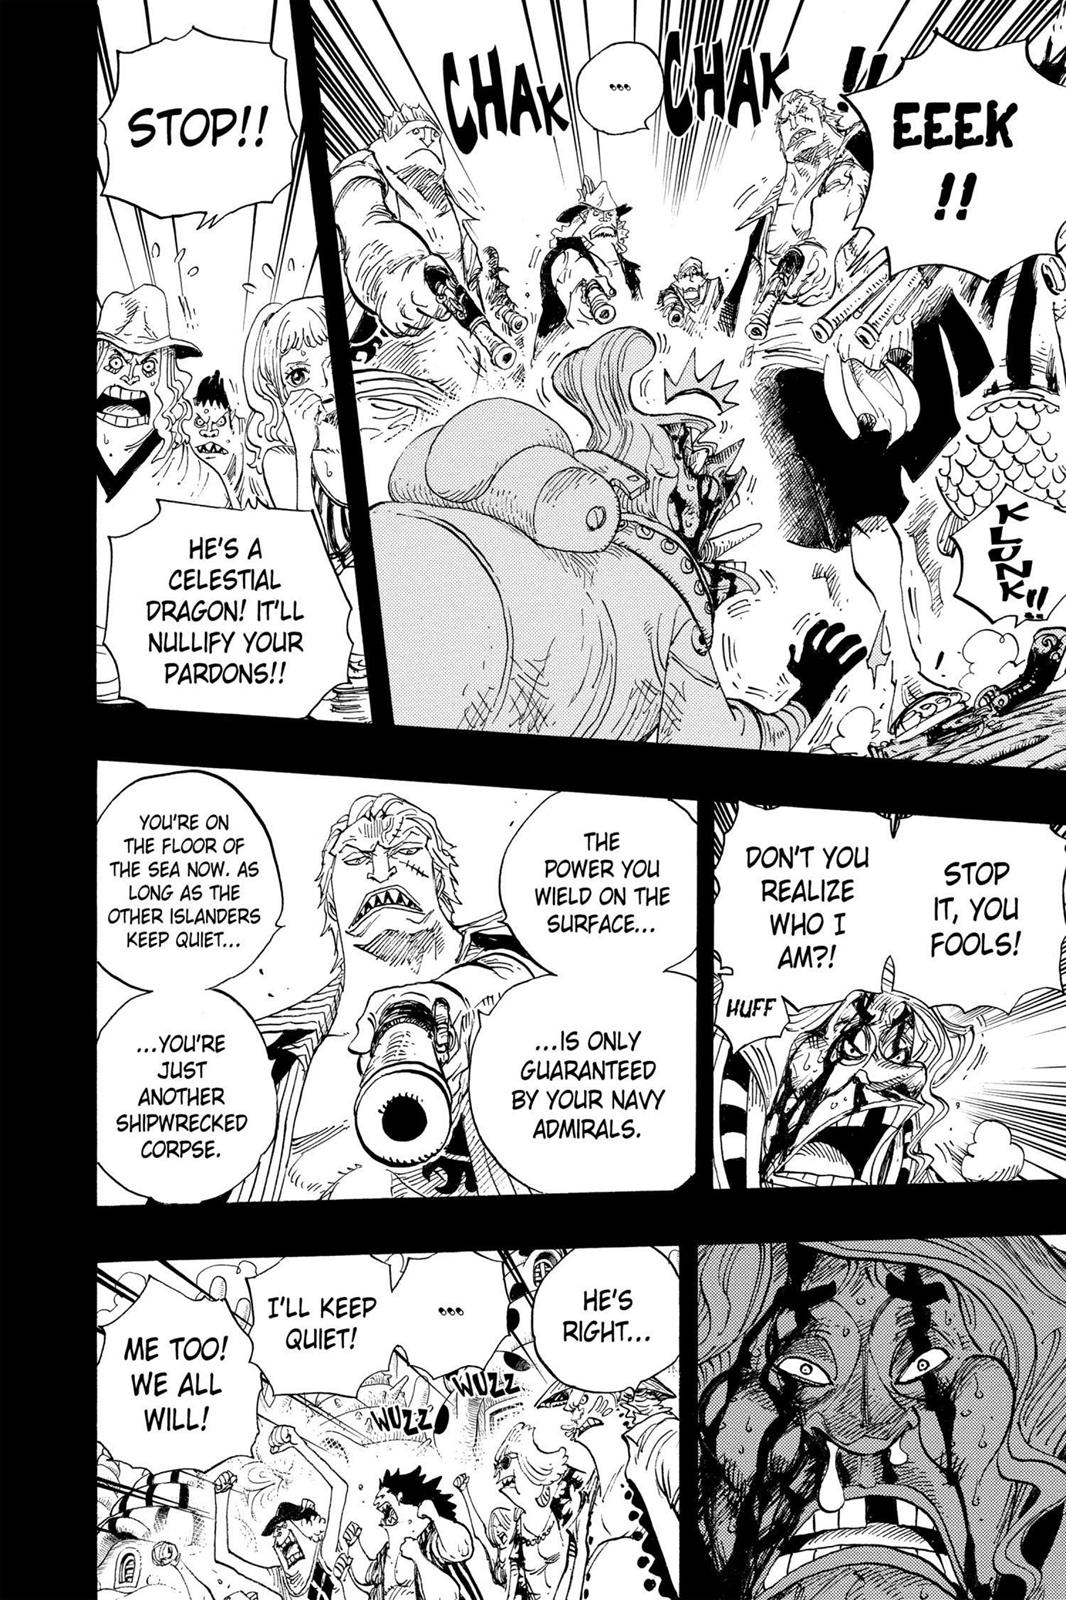 EEEK
!!
CHAK
!!
...
CHAK
KLUNK!!
STOP!!
HE'S A
CELESTIAL
DRAGON! IT'LL
NULLIFY YOUR
PARDONS!!
STOP
IT, YOU
FOOLS!
DON'T YOU
REALIZE
WHO I
AM?!
HUFF
THE
POWER YOU
WIELD ON THE
SURFACE...
...IS ONLY
GUARANTEED
BY YOUR NAVY
ADMIRALS.
YOU'RE ON
THE FLOOR OF
THE SEA NOW. AS
LONG AS THE
OTHER ISLANDERS
KEEP QUIET...
...YOU'RE
JUST
ANOTHER
SHIPWRECKED
CORPSE.
HE'S
RIGHT...
...
I'LL KEEP
QUIET!
WUZZ
WUZZ
ME TOO!
WE ALL
WILL!